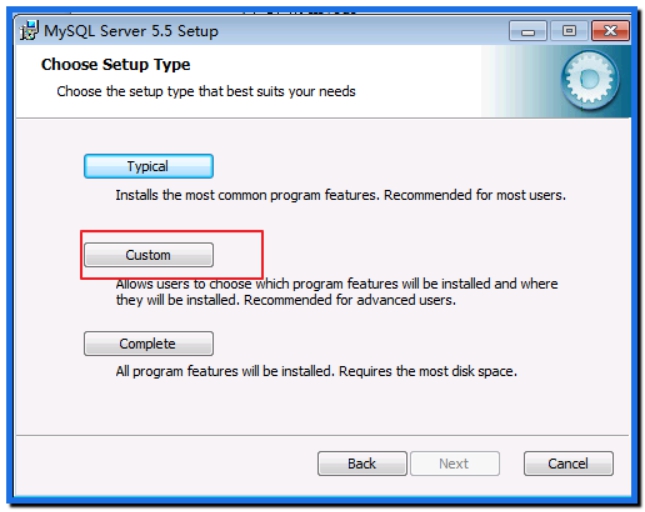 MySQL Server 5.5 Setup
Choose Setup Type
Choose the setup type that best suits your needs
Typical
Installs the most common program features. Recommended for most users.
Custom
Allows users to choose which program features will be installed and where
they will be installed. Recommended for advanced users.
Complete
All program features will be installed. Requires the most disk space.
Back
Next
Cancel